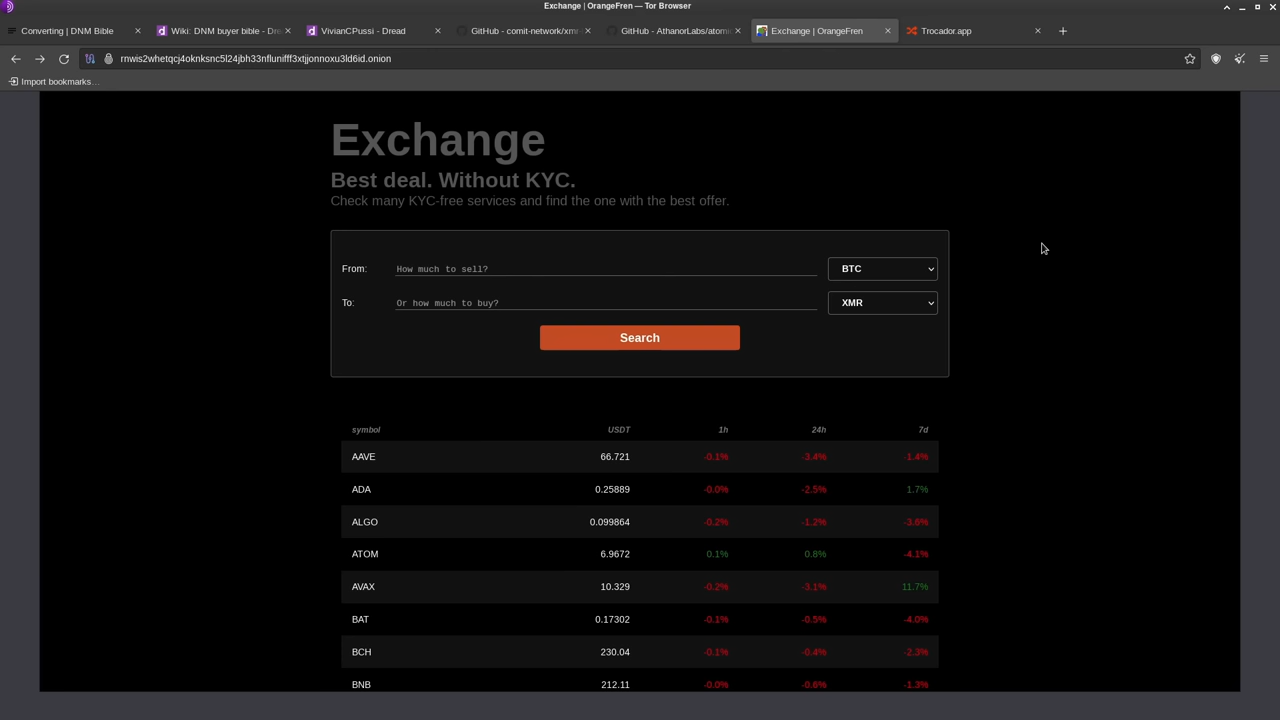 Exchange | OrangeFren — Tor Browser
Converting | DNM Bible
Wiki: DNM buyer bible - Dre
VivianCPussi - Dread
GitHub - comit-network/xm
GitHub - AthanorLabs/atomi
Exchange | OrangeFren
Trocador.app
rnwis2whetqcj4oknksnc5l24jbh33nflunifff3xtjjonnoxu3ld6id.onion
Import bookmarks…
Exchange
Best deal. Without KYC.
Check many KYC-free services and find the one with the best offer.
From: How much to sell? BTC
To: Or how much to buy? XMR
Search
symbol USDT 1h 24h 7d
AAVE 66.721 -0.1% -3.4% -1.4%
ADA 0.25889 -0.0% -2.5% 1.7%
ALGO 0.099864 -0.2% -1.2% -3.6%
ATOM 6.9672 0.1% 0.8% -4.1%
AVAX 10.329 -0.2% -3.1% 11.7%
BAT 0.17302 -0.1% -0.5% -4.0%
BCH 230.04 -0.1% -0.4% -2.3%
BNB 212.11 -0.0% -0.6% -1.3%